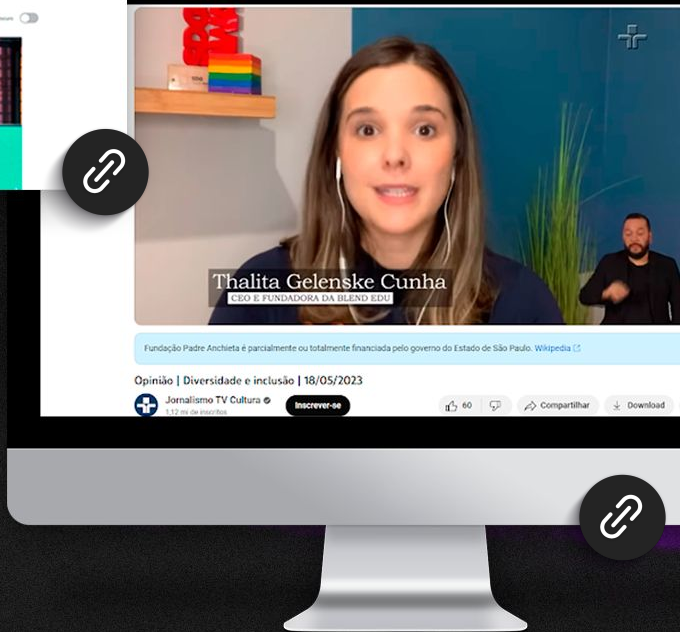 Thalita Gelenske Cunha
CEO E FUNDADORA DA BLEND EDU
Fundação Padre Anchieta é parcialmente ou totalmente financiada pelo governo do Estado de São Paulo. Wikipedia
Opinião | Diversidade e inclusão | 18/05/2023
Jornalismo TV Cultura
1,12 mi de inscritos
Inscrever-se
60
Compartilhar
Download